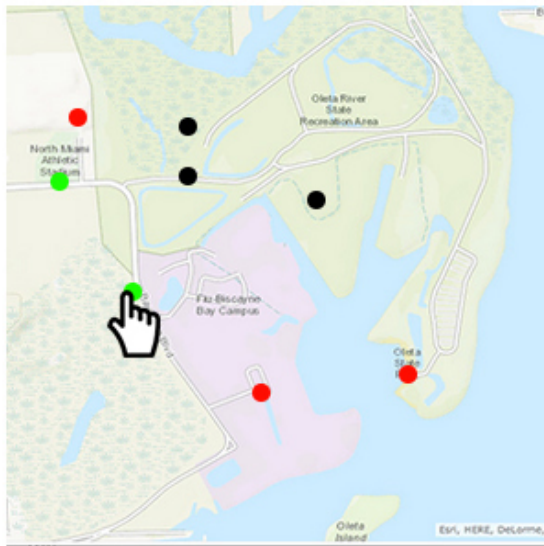 Oleta River
State
Recreation Area
North Miami
Athletic
Stadium
FIU-Biscayne
Bay Campus
Blvd
Oleta
State
Oleta
Island
Esri, HERE, DeLorme,